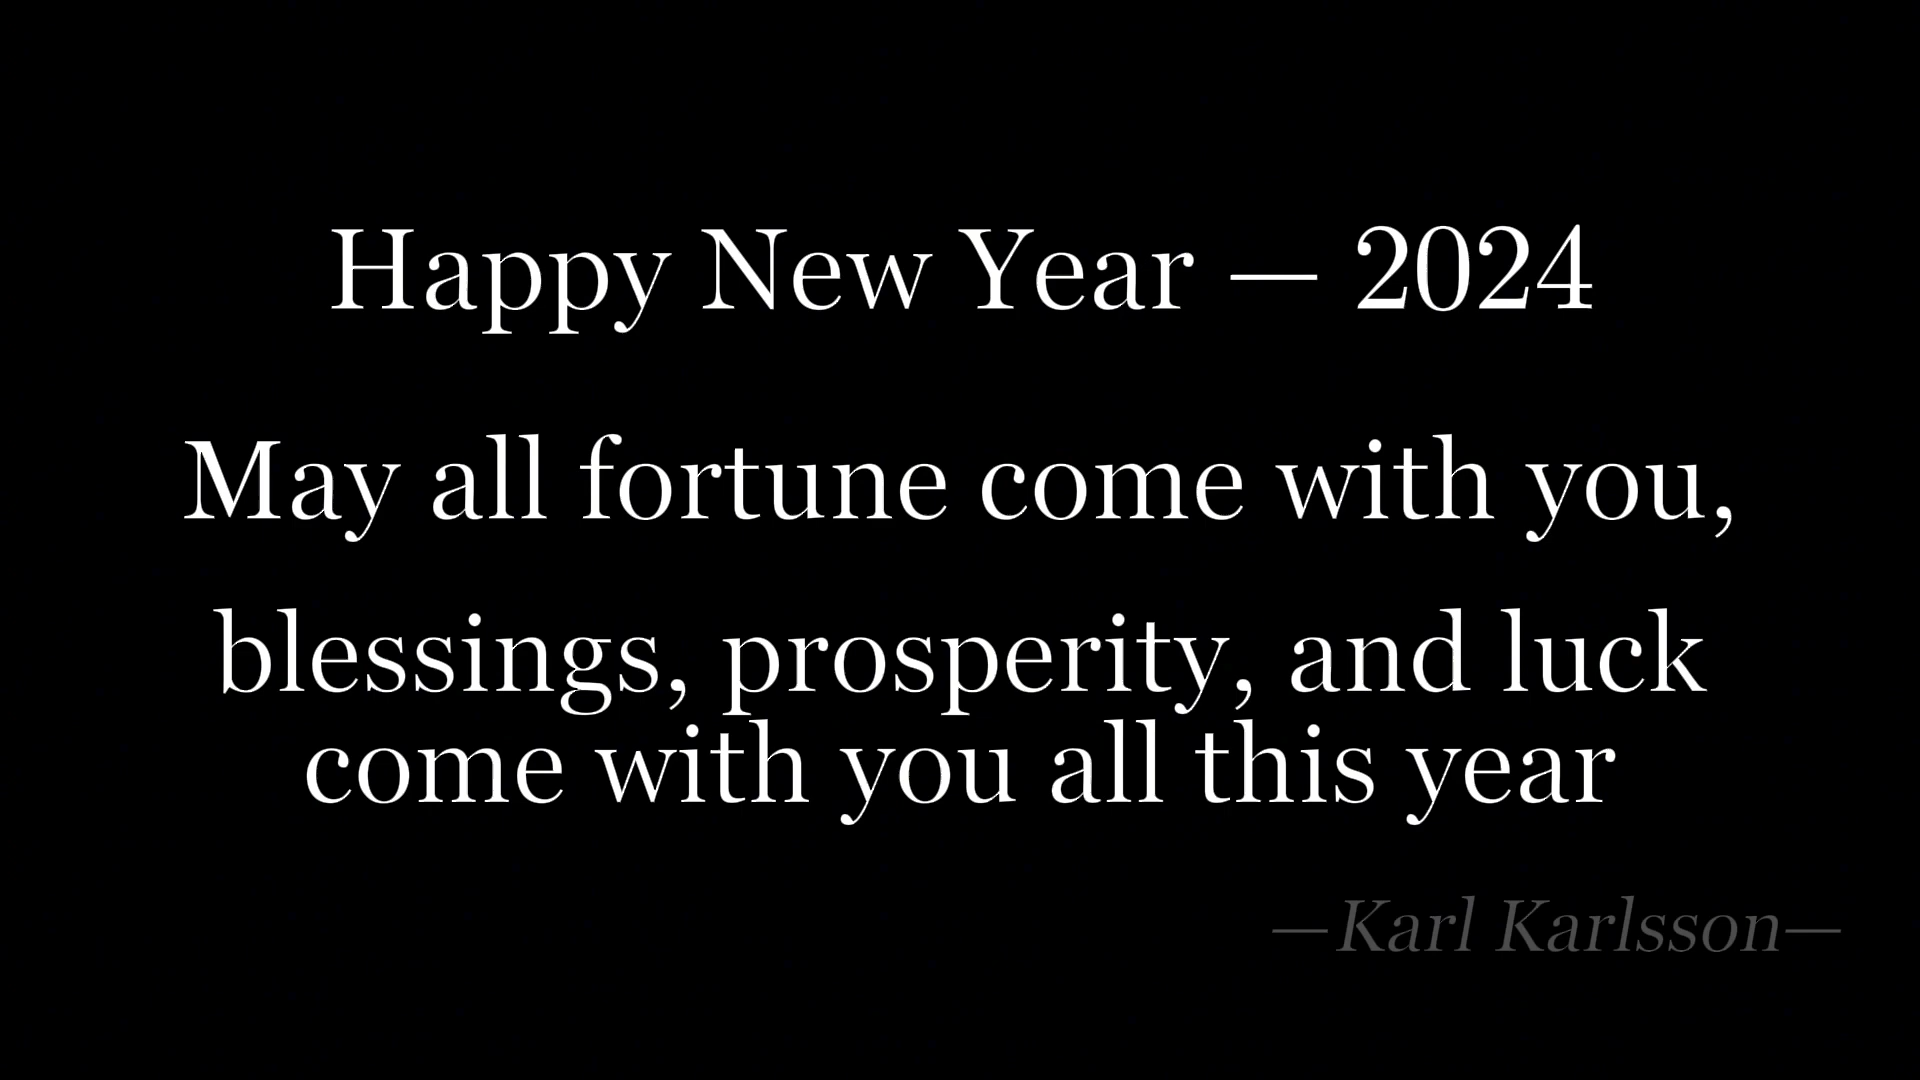 Happy New Year — 2024
May all fortune come with you,
blessings, prosperity, and luck
come with you all this year
—Karl Karlsson—